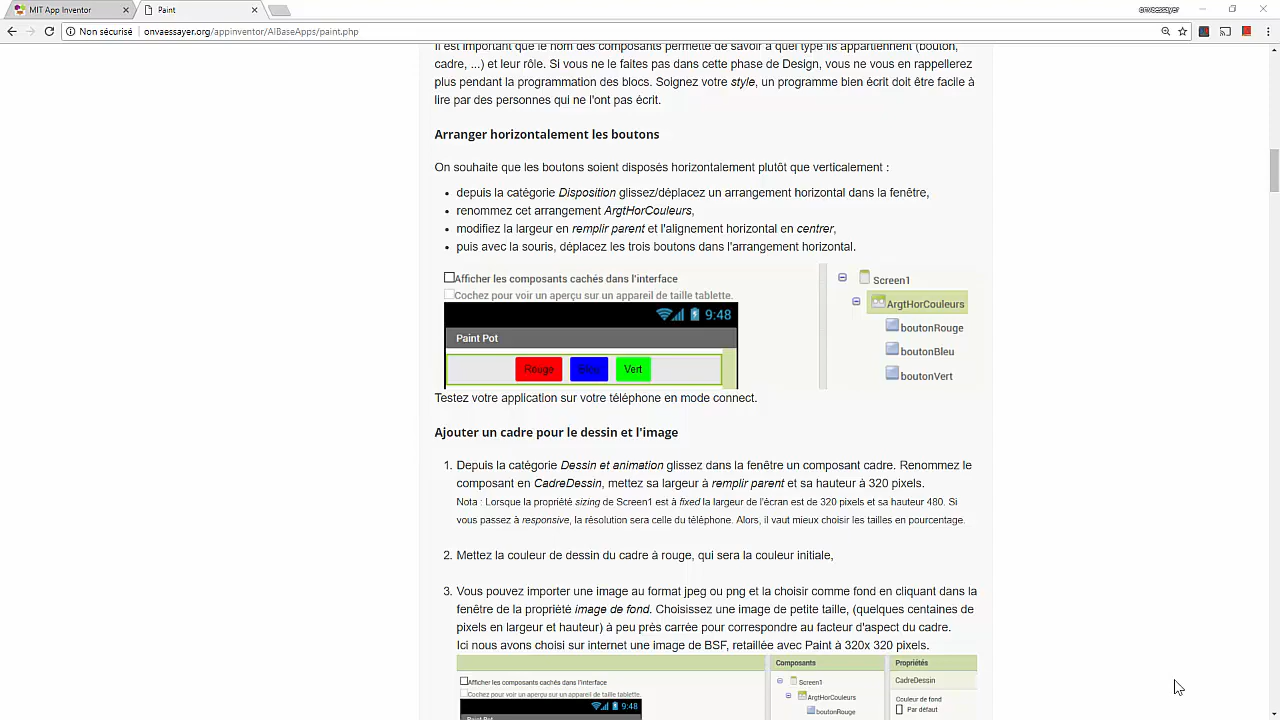 MIT App Inventor
Paint
onvaessayer
Non sécurisé
onvaessayer.org/appinventor/AIBaseApps/paint.php
Il est important que le nom des composants permette de savoir à quel type ils appartiennent (bouton,
cadre, ...) et leur rôle. Si vous ne le faites pas dans cette phase de Design, vous ne vous en rappellerez
plus pendant la programmation des blocs. Soignez votre style, un programme bien écrit doit être facile à
lire par des personnes qui ne l'ont pas écrit.
Arranger horizontalement les boutons
On souhaite que les boutons soient disposés horizontalement plutôt que verticalement :
depuis la catégorie Disposition glissez/déplacez un arrangement horizontal dans la fenêtre,
renommez cet arrangement ArgtHorCouleurs,
modifiez la largeur en remplir parent et l'alignement horizontal en centrer,
puis avec la souris, déplacez les trois boutons dans l'arrangement horizontal.
Afficher les composants cachés dans l'interface
Cochez pour voir un aperçu sur un appareil de taille tablette.
9:48
Paint Pot
Rouge
Bleu
Vert
Screen1
ArgtHorCouleurs
boutonRouge
boutonBleu
boutonVert
Testez votre application sur votre téléphone en mode connect.
Ajouter un cadre pour le dessin et l'image
1. Depuis la catégorie Dessin et animation glissez dans la fenêtre un composant cadre. Renommez le
composant en CadreDessin, mettez sa largeur à remplir parent et sa hauteur à 320 pixels.
Nota : Lorsque la propriété sizing de Screen1 est à fixed la largeur de l'écran est de 320 pixels et sa hauteur 480. Si
vous passez à responsive, la résolution sera celle du téléphone. Alors, il vaut mieux choisir les tailles en pourcentage.
2. Mettez la couleur de dessin du cadre à rouge, qui sera la couleur initiale,
3. Vous pouvez importer une image au format jpeg ou png et la choisir comme fond en cliquant dans la
fenêtre de la propriété image de fond. Choisissez une image de petite taille, (quelques centaines de
pixels en largeur et hauteur) à peu près carrée pour correspondre au facteur d'aspect du cadre.
Ici nous avons choisi sur internet une image de BSF, retaillée avec Paint à 320x 320 pixels.
Composants
Propriétés
Afficher les composants cachés dans l'interface
Cochez pour voir un aperçu sur un appareil de taille tablette.
9:48
Paint Pot
Screen1
ArgtHorCouleurs
boutonRouge
CadreDessin
Couleur de fond
Par défaut